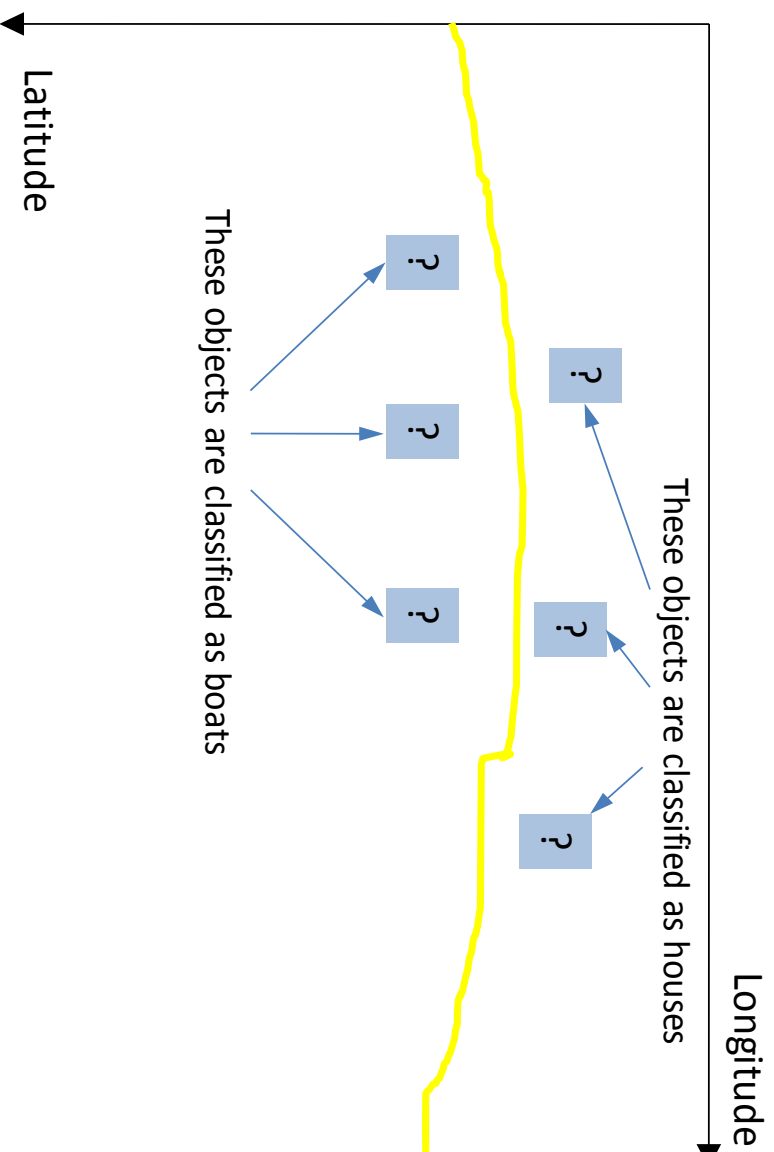 Longitude
These objects are classified as houses
?
?
?
?
?
?
These objects are classified as boats
Latitude